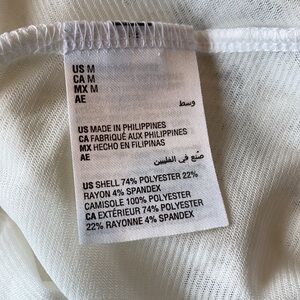 US M
CA M
MX M
AE
وسط
US MADE IN PHILIPPINES
CA FABRIQUÉ AUX PHILIPPINES
MX HECHO EN FILIPINAS
AE
صنع في الفلبين
US SHELL 74% POLYESTER 22%
RAYON 4% SPANDEX
CAMISOLE 100% POLYESTER
CA EXTÉRIEUR 74% POLYESTER
22% RAYONNE 4% SPANDEX